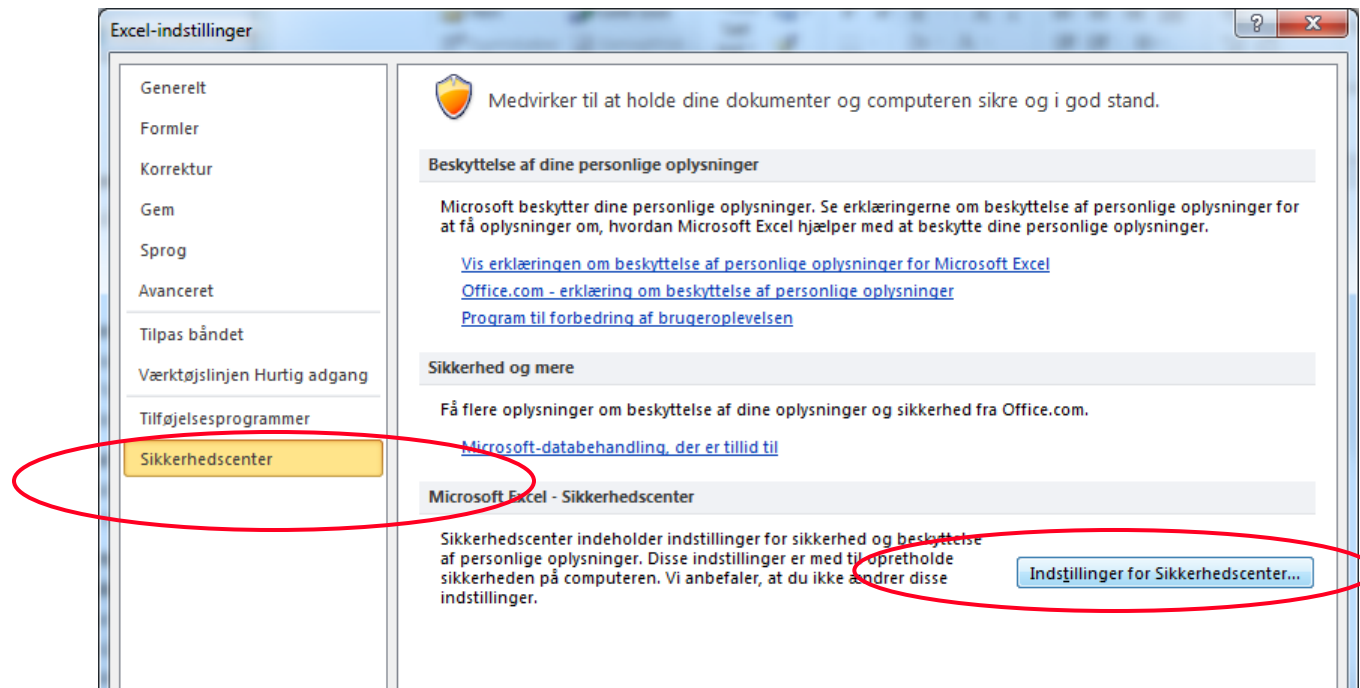 Excel-indstillinger
Generelt
Formler
Korrektur
Gem
Sprog
Avanceret
Tilpas båndet
Værktøjslinjen Hurtig adgang
Tilføjelsesprogrammer
Sikkerhedscenter
Medvirker til at holde dine dokumenter og computeren sikre og i god stand.
Beskyttelse af dine personlige oplysninger
Microsoft beskytter dine personlige oplysninger. Se erklæringerne om beskyttelse af personlige oplysninger for
at få oplysninger om, hvordan Microsoft Excel hjælper med at beskytte dine personlige oplysninger.
Vis erklæringen om beskyttelse af personlige oplysninger for Microsoft Excel
Office.com - erklæring om beskyttelse af personlige oplysninger
Program til forbedring af brugeroplevelsen
Sikkerhed og mere
Få flere oplysninger om beskyttelse af dine oplysninger og sikkerhed fra Office.com.
Microsoft-databehandling, der er tillid til
Microsoft Excel - Sikkerhedscenter
Sikkerhedscenter indeholder indstillinger for sikkerhed og beskyttelse
af personlige oplysninger. Disse indstillinger er med til opretholde
sikkerheden på computeren. Vi anbefaler, at du ikke ændrer disse
indstillinger.
Indstillinger for Sikkerhedscenter...